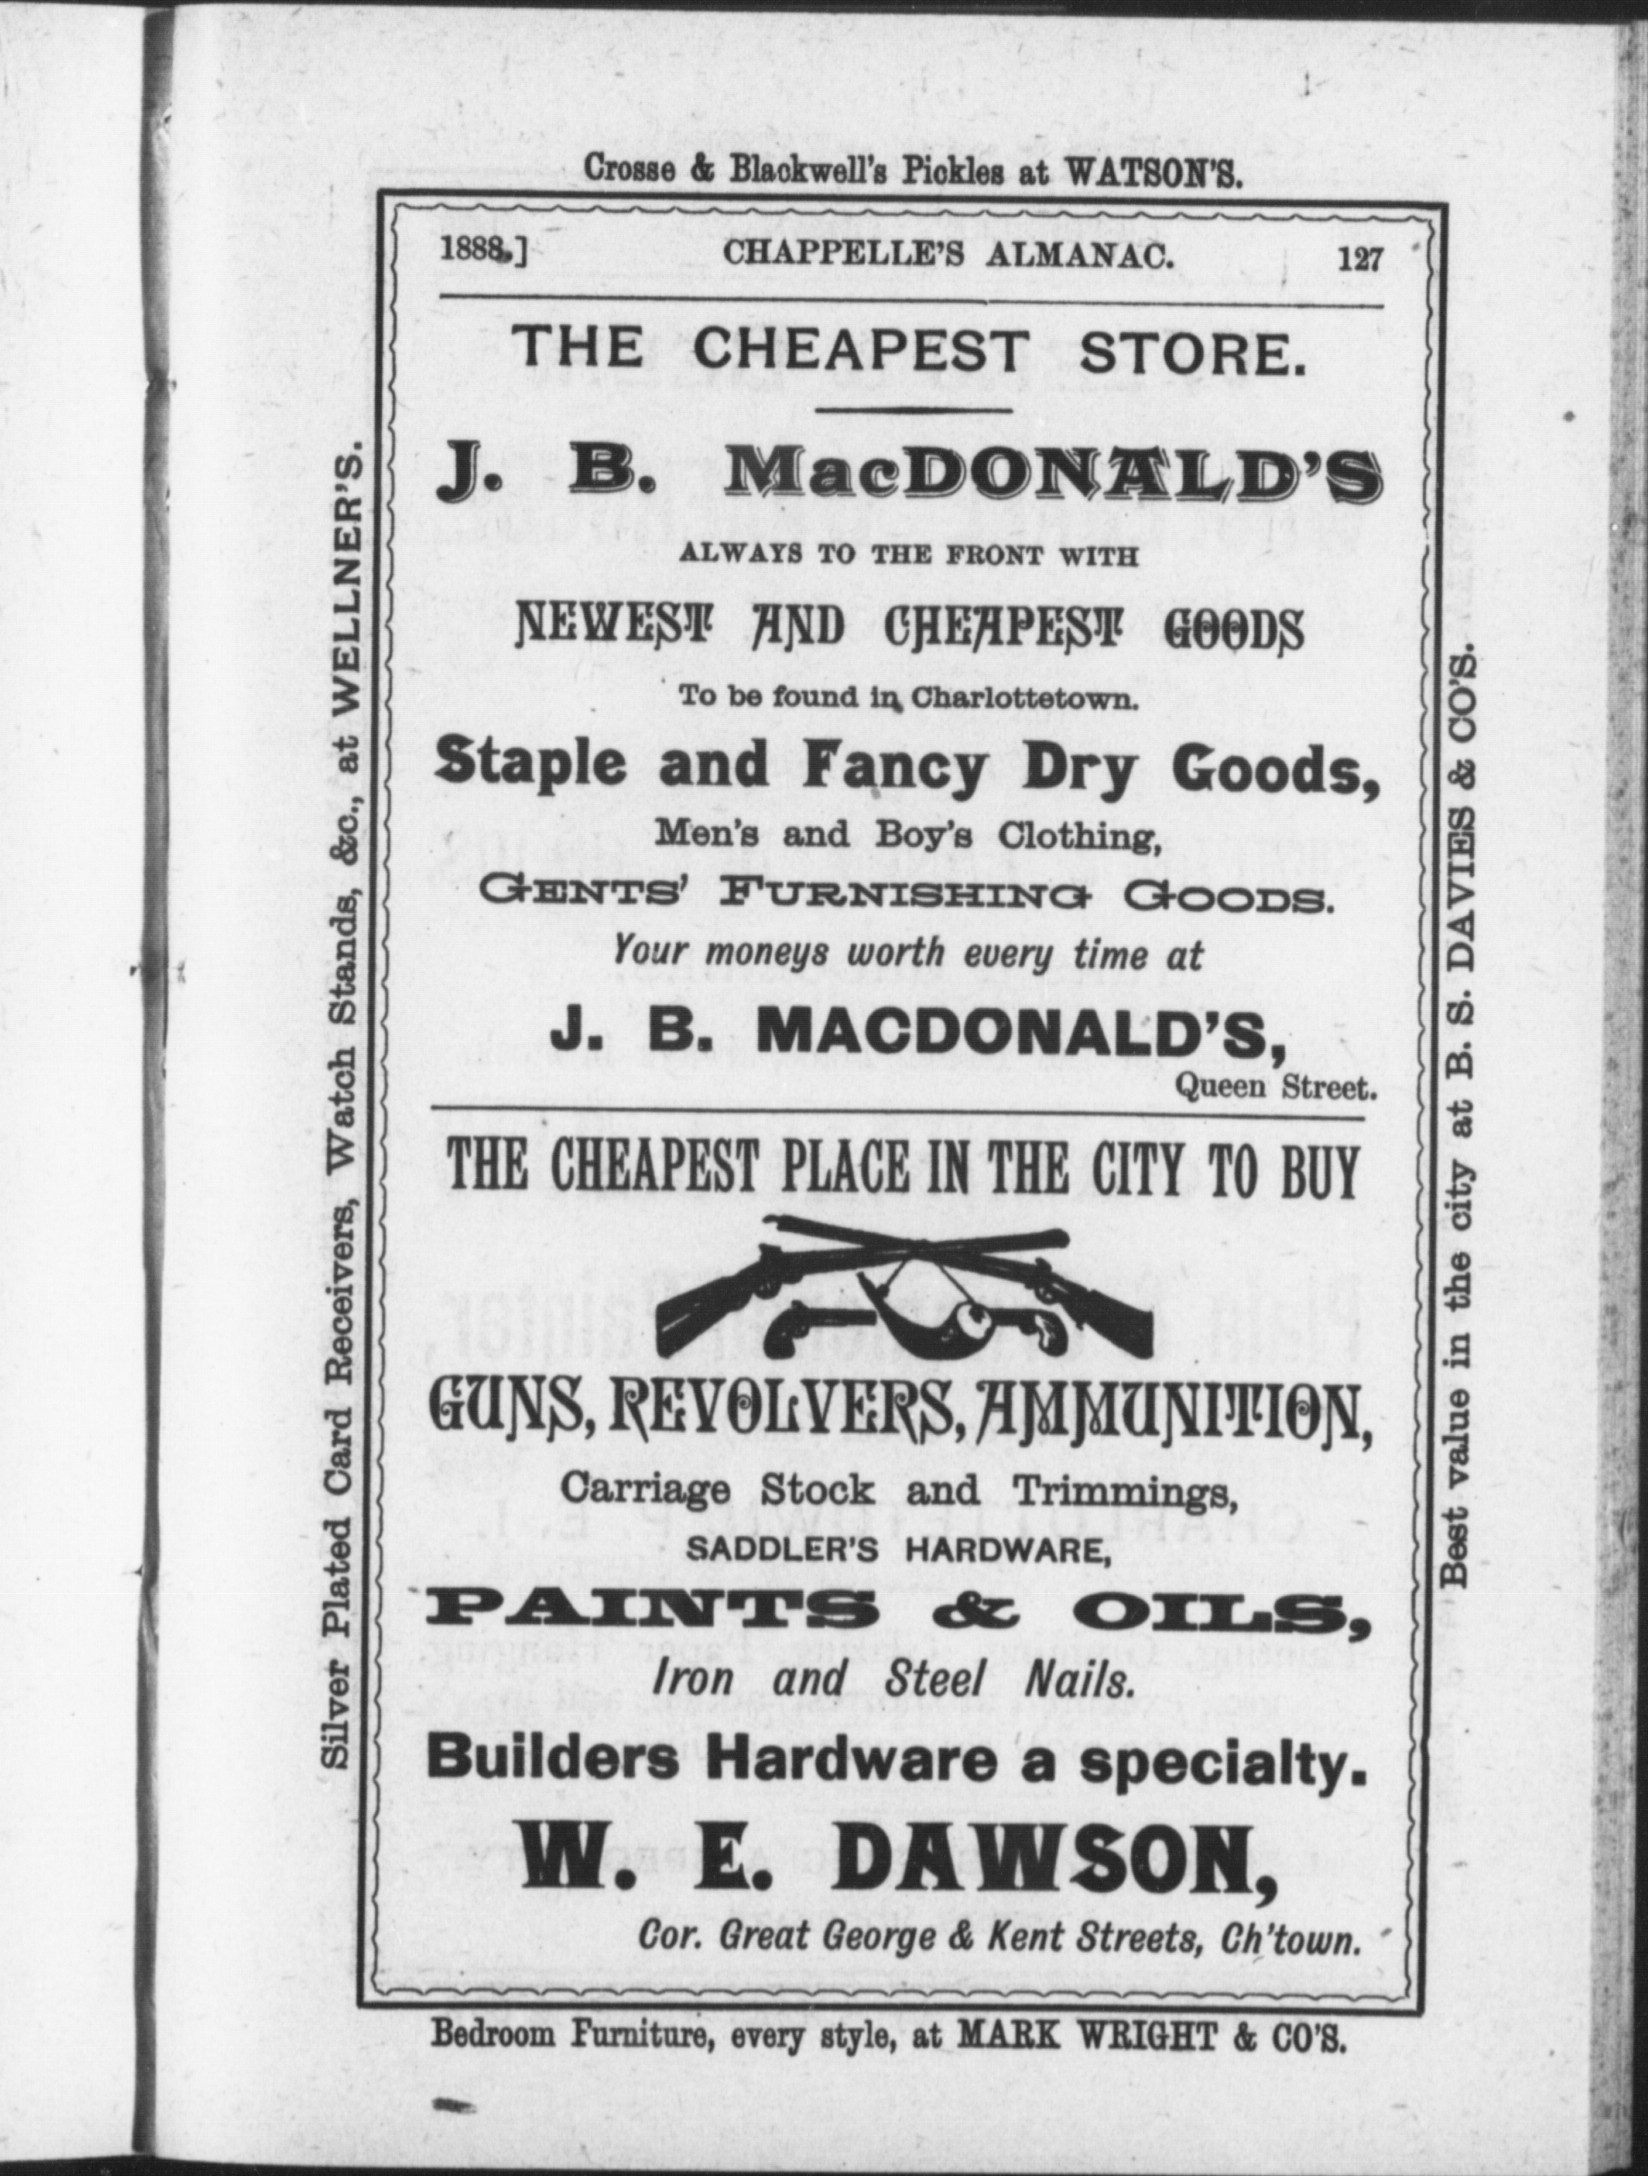 Crosse & Blackwell's Pickles at WATSON'S.
1888.] CHAPPELLE'S ALMANAC. 127
THE CHEAPEST STORE.
J. B. MacDONALD'S
ALWAYS TO THE FRONT WITH
NEWEST AND CHEAPEST GOODS
To be found in Charlottetown.
Staple and Fancy Dry Goods,
Men's and Boy's Clothing,
GENTS' FURNISHING GOODS.
Your moneys worth every time at
J. B. MACDONALD'S,
Queen Street.
THE CHEAPEST PLACE IN THE CITY TO BUY
GUNS, REVOLVERS, AMMUNITION,
Carriage Stock and Trimmings,
SADDLER'S HARDWARE,
PAINTS & OILS,
Iron and Steel Nails.
Builders Hardware a specialty.
W. E. DAWSON,
Cor. Great George & Kent Streets, Ch'town.
Bedroom Furniture, every style, at MARK WRIGHT & CO'S.
Silver Plated Card Receivers, Watch Stands, &c., at WELLNER'S.
Best value in the city at B. S. DAVIES & CO'S.